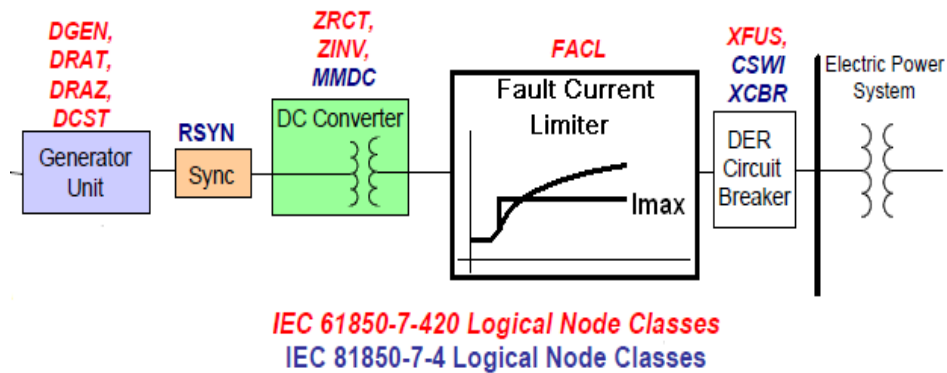 DGEN,
DRAT,
DRAZ,
DCST
Generator
Unit
RSYN
Sync
ZRCT,
ZINV,
MMDC
DC Converter
FACL
Fault Current
Limiter
Imax
XFUS,
CSWI
XCBR
DER
Circuit
Breaker
Electric Power
System
IEC 61850-7-420 Logical Node Classes
IEC 81850-7-4 Logical Node Classes